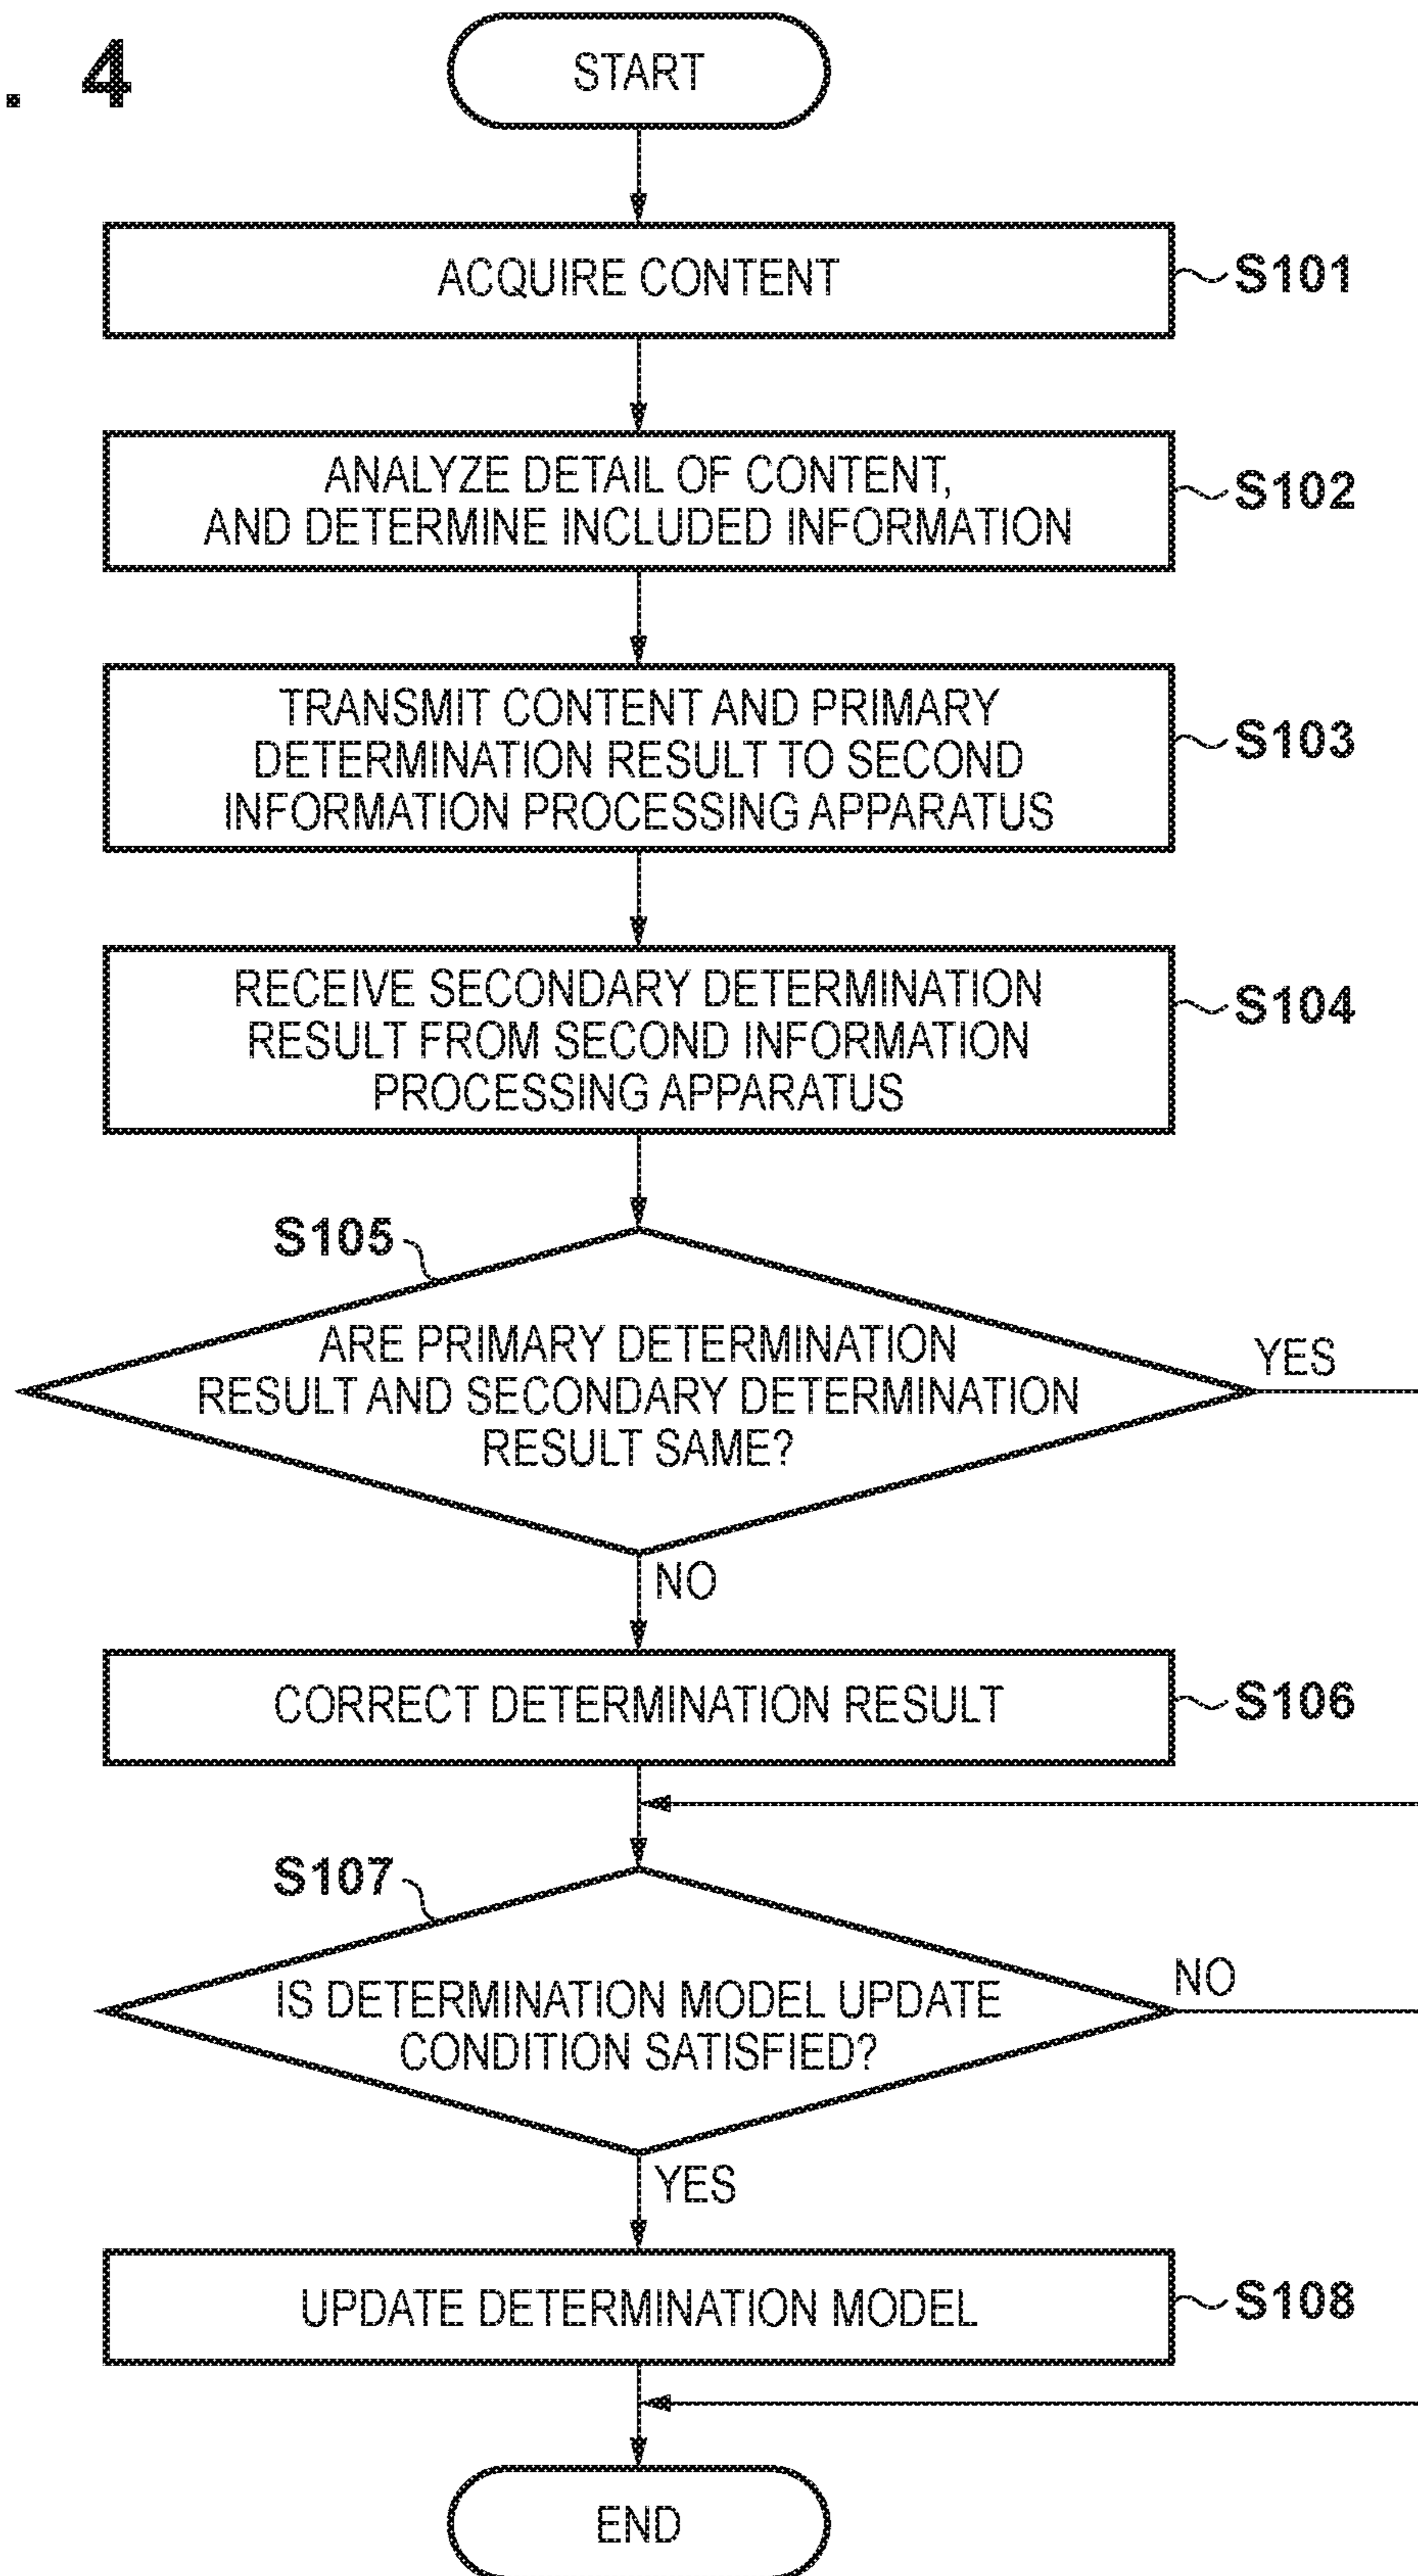 . 4
START
ACQUIRE CONTENT
S101
ANALYZE DETAIL OF CONTENT,
AND DETERMINE INCLUDED INFORMATION
S102
TRANSMIT CONTENT AND PRIMARY
DETERMINATION RESULT TO SECOND
INFORMATION PROCESSING APPARATUS
S103
RECEIVE SECONDARY DETERMINATION
RESULT FROM SECOND INFORMATION
PROCESSING APPARATUS
S104
S105
ARE PRIMARY DETERMINATION
RESULT AND SECONDARY DETERMINATION
RESULT SAME?
YES
NO
CORRECT DETERMINATION RESULT
S106
S107
IS DETERMINATION MODEL UPDATE
CONDITION SATISFIED?
NO
YES
UPDATE DETERMINATION MODEL
S108
END